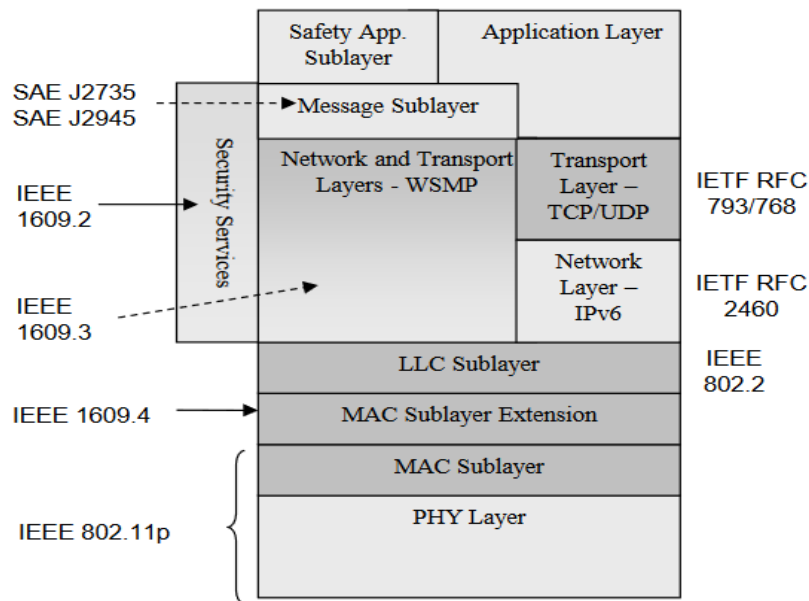 Safety App.
Sublayer
Application Layer
SAE J2735
SAE J2945
Message Sublayer
Security Services
Network and Transport
Layers - WSMP
Transport
Layer –
TCP/UDP
IETF RFC
793/768
IEEE
1609.2
Network
Layer –
IPv6
IETF RFC
2460
IEEE
1609.3
LLC Sublayer
IEEE
802.2
IEEE 1609.4
MAC Sublayer Extension
MAC Sublayer
PHY Layer
IEEE 802.11p